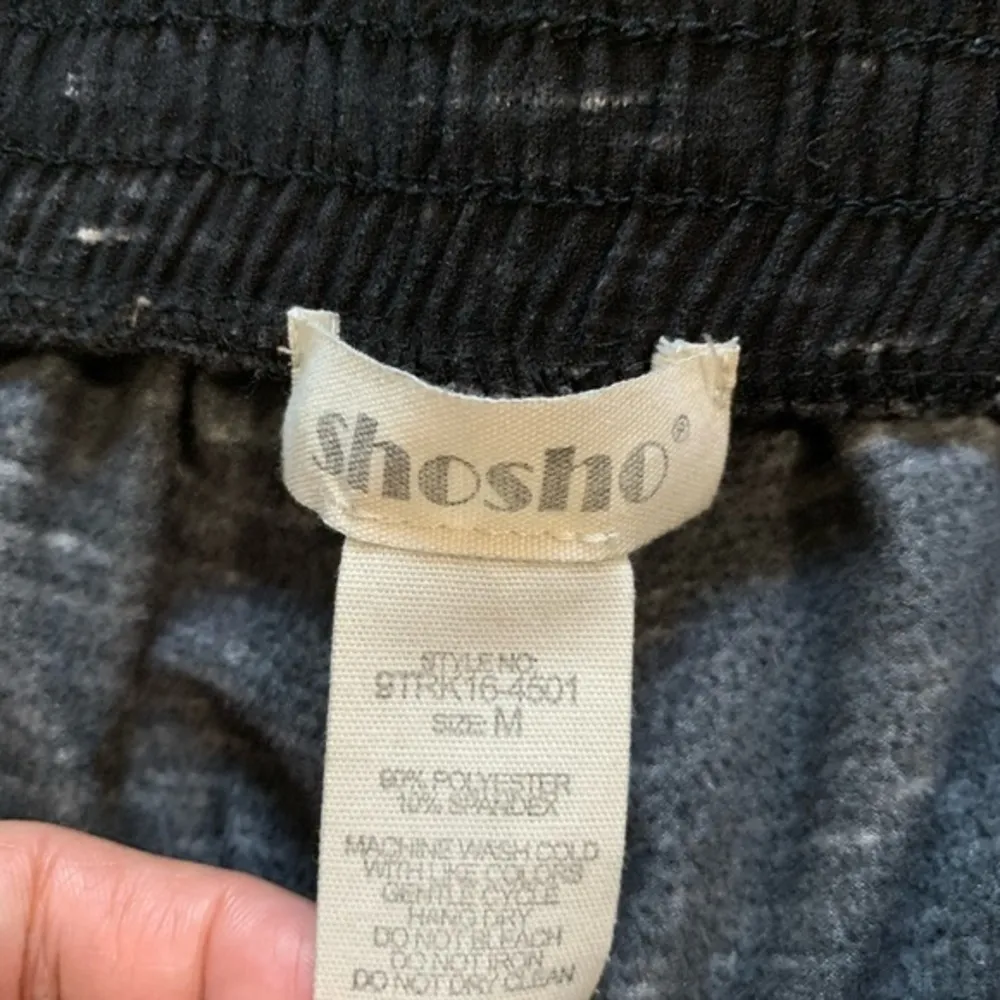 Shosho®
STYLE NO:
9TRK16-4501
SIZE: M
90% POLYESTER
10% SPANDEX
MACHINE WASH COLD
WITH LIKE COLORS
GENTLE CYCLE
HANG DRY
DO NOT BLEACH
DO NOT IRON
DO NOT DRY CLEAN